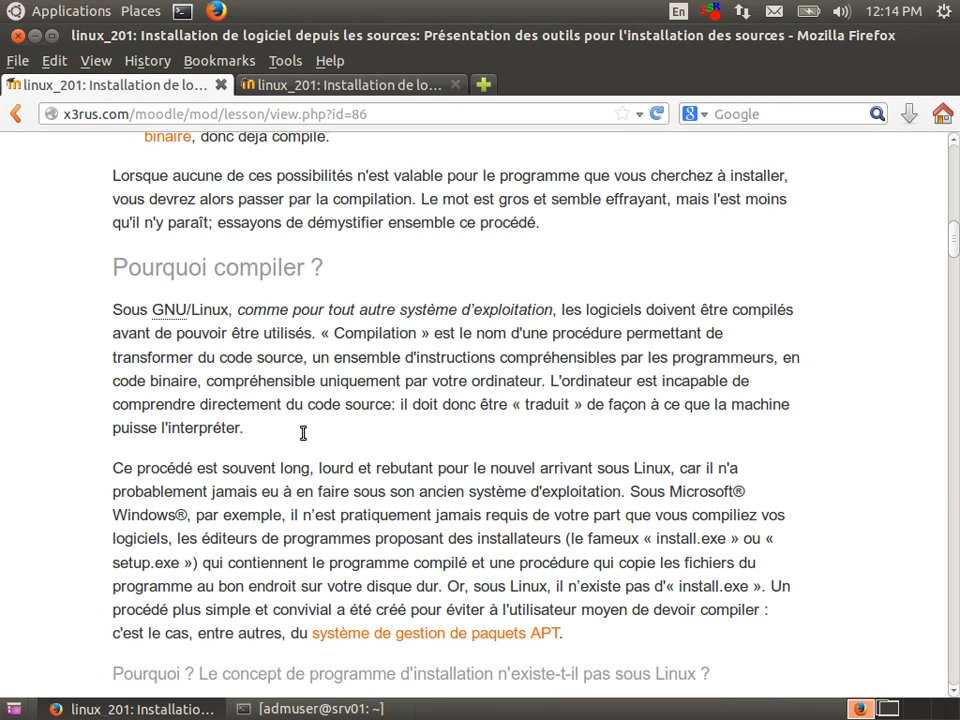 Applications Places
En
12:14 PM
linux_201: Installation de logiciel depuis les sources: Présentation des outils pour l'installation des sources - Mozilla Firefox
File Edit View History Bookmarks Tools Help
linux_201: Installation de lo...
linux_201: Installation de lo...
x3rus.com/moodle/mod/lesson/view.php?id=86
Google
binaire, donc déjà compilé.
Lorsque aucune de ces possibilités n'est valable pour le programme que vous cherchez à installer,
vous devrez alors passer par la compilation. Le mot est gros et semble effrayant, mais l'est moins
qu'il n'y paraît; essayons de démystifier ensemble ce procédé.
Pourquoi compiler ?
Sous GNU/Linux, comme pour tout autre système d’exploitation, les logiciels doivent être compilés
avant de pouvoir être utilisés. « Compilation » est le nom d'une procédure permettant de
transformer du code source, un ensemble d'instructions compréhensibles par les programmeurs, en
code binaire, compréhensible uniquement par votre ordinateur. L'ordinateur est incapable de
comprendre directement du code source: il doit donc être « traduit » de façon à ce que la machine
puisse l'interpréter.
Ce procédé est souvent long, lourd et rebutant pour le nouvel arrivant sous Linux, car il n'a
probablement jamais eu à en faire sous son ancien système d'exploitation. Sous Microsoft®
Windows®, par exemple, il n’est pratiquement jamais requis de votre part que vous compiliez vos
logiciels, les éditeurs de programmes proposant des installateurs (le fameux « install.exe » ou «
setup.exe ») qui contiennent le programme compilé et une procédure qui copie les fichiers du
programme au bon endroit sur votre disque dur. Or, sous Linux, il n’existe pas d'« install.exe ». Un
procédé plus simple et convivial a été créé pour éviter à l'utilisateur moyen de devoir compiler :
c'est le cas, entre autres, du système de gestion de paquets APT.
Pourquoi ? Le concept de programme d'installation n'existe-t-il pas sous Linux ?
linux_201: Installatio...
[admuser@srv01: ~]